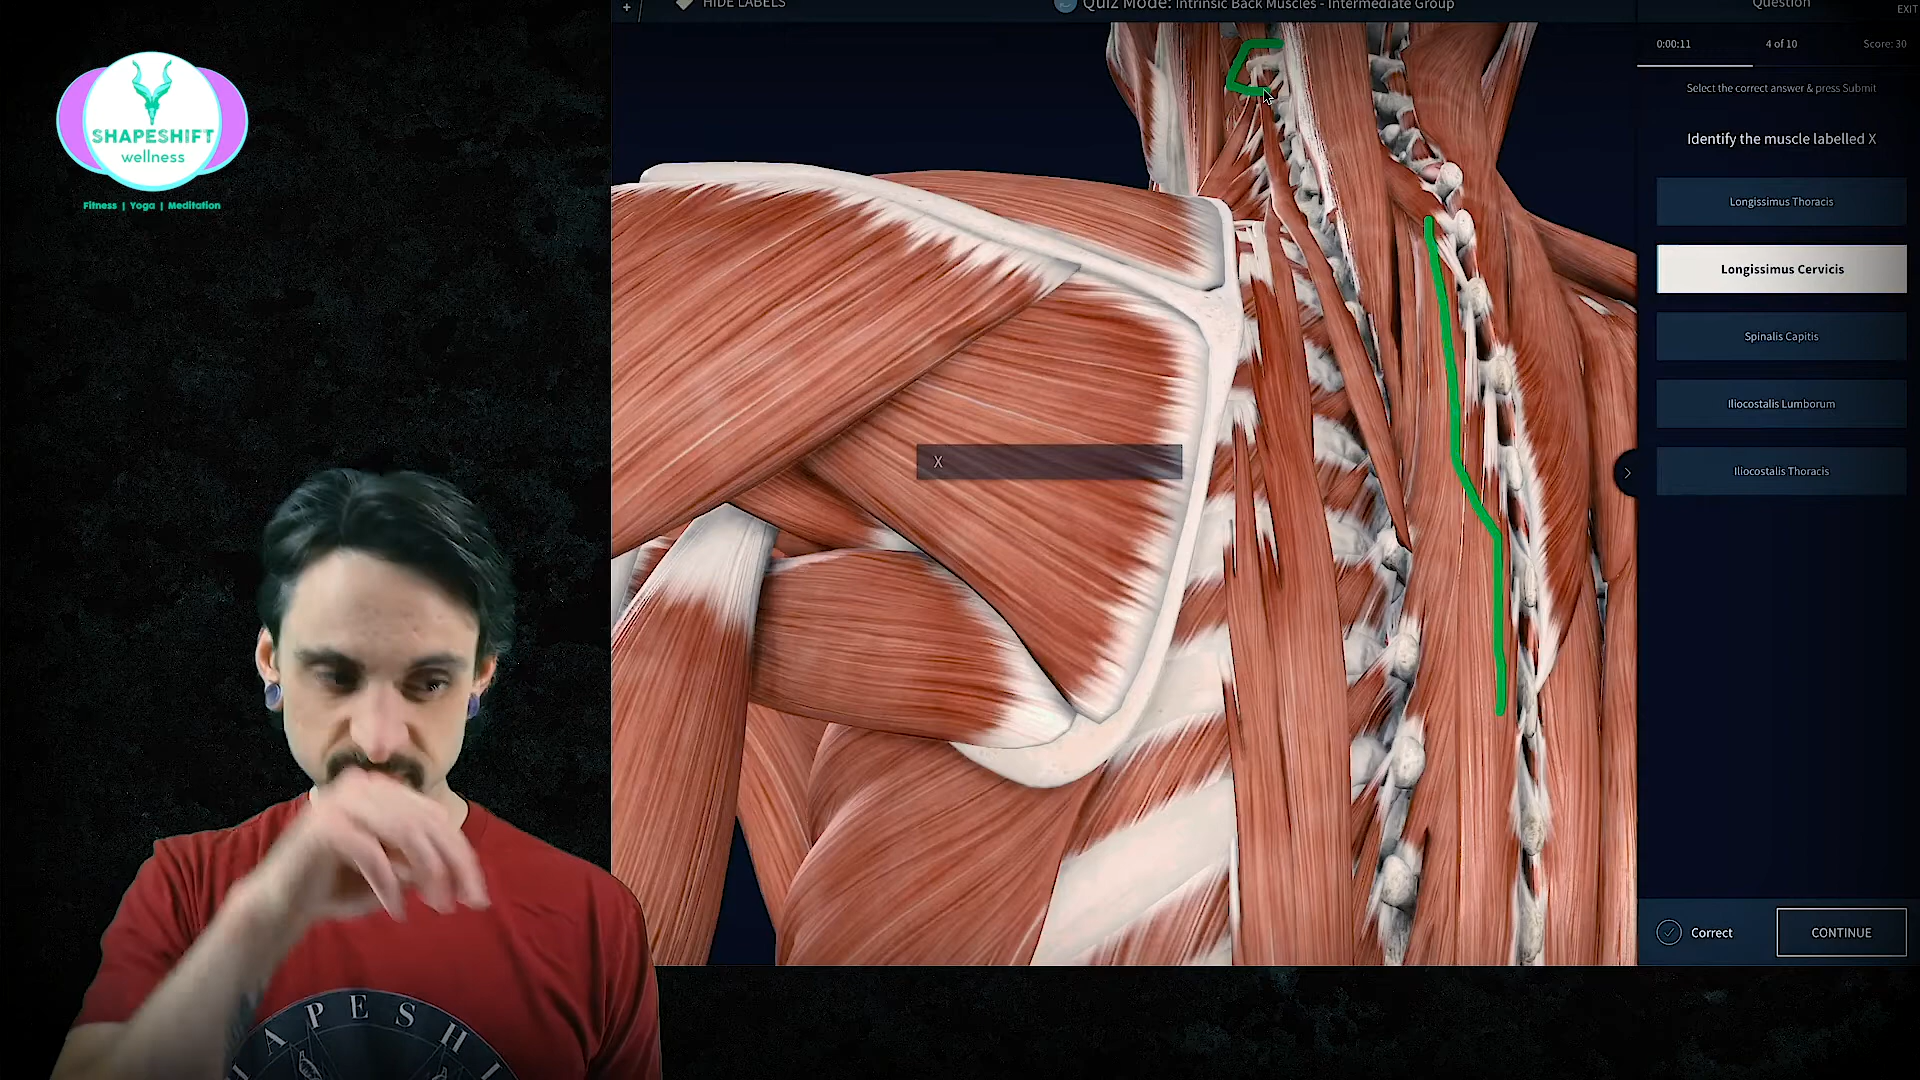 SHAPESHIFT
wellness
Fitness | Yoga | Meditation
+
HIDE LABELS
Quiz Mode: Intrinsic Back Muscles - Intermediate Group
Question
EXIT
0:00:11
4 of 10
Score: 30
Select the correct answer & press Submit
Identify the muscle labelled X
Longissimus Thoracis
Longissimus Cervicis
Spinalis Capitis
Iliocostalis Lumborum
Iliocostalis Thoracis
X
Correct
CONTINUE
APESHI